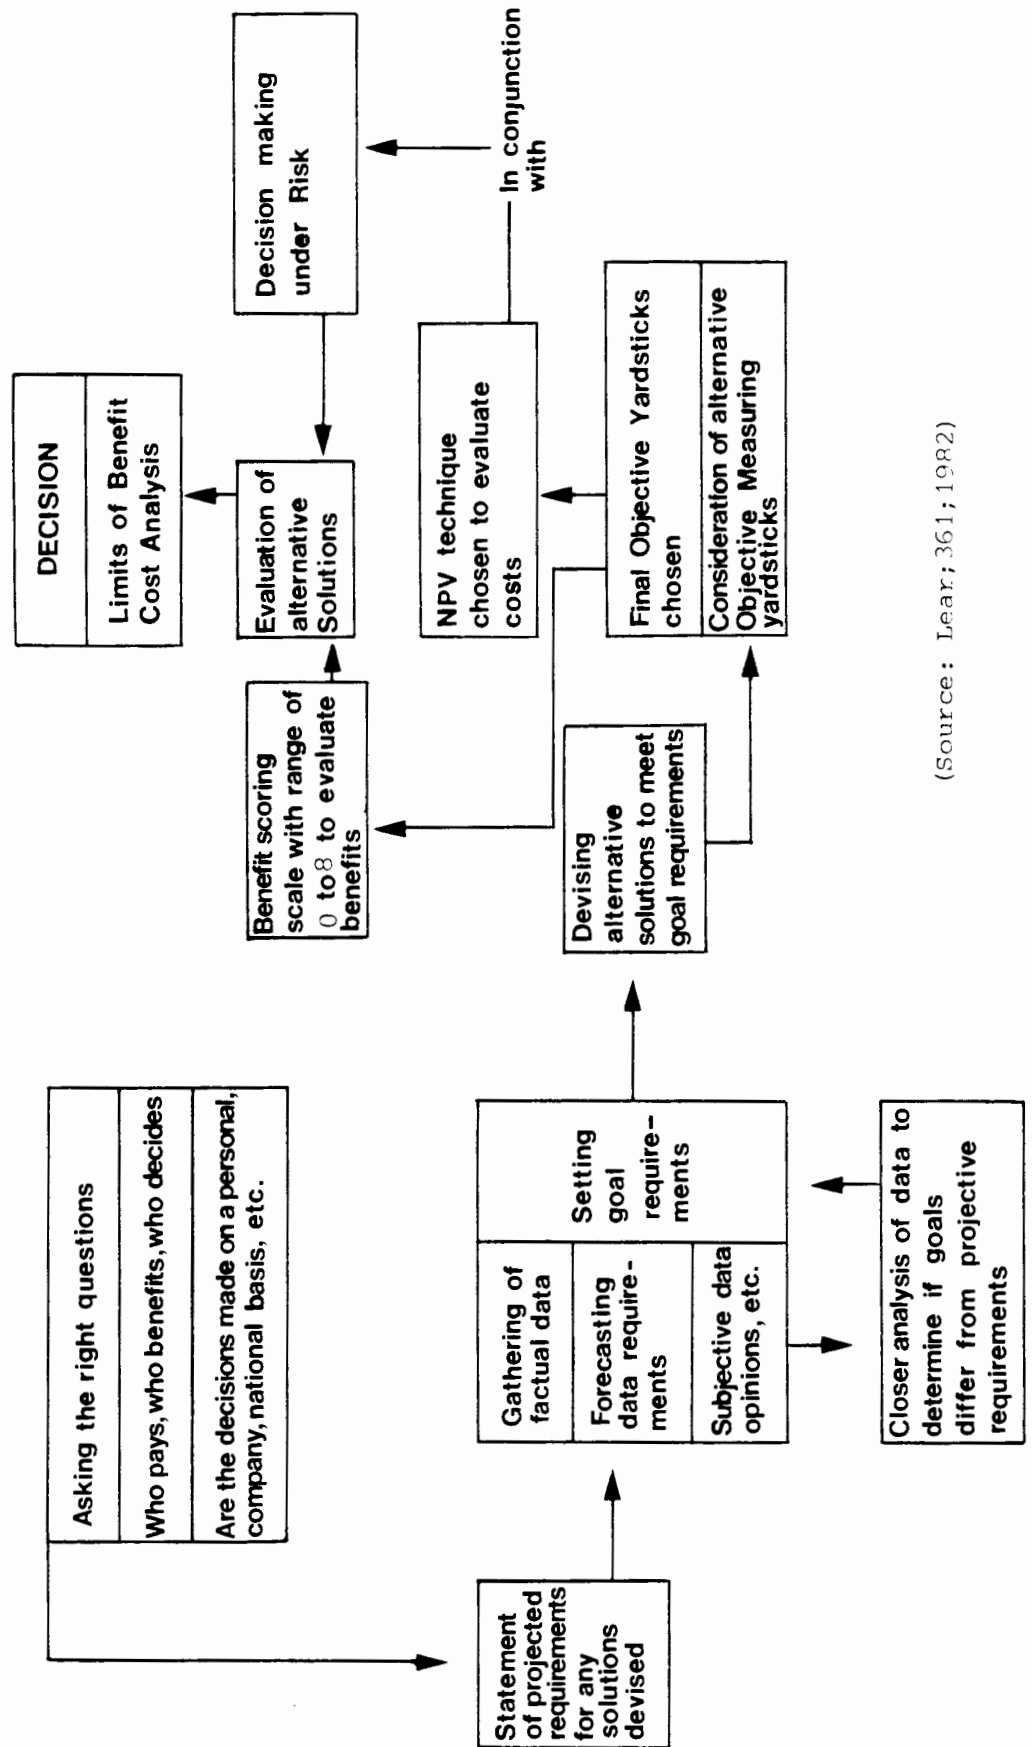 Asking the right questions
Who pays, who benefits, who decides
Are the decisions made on a personal,
company, national basis, etc.
Statement
of projected
requirements
for any
solutions
devised
Gathering of
factual data
Forecasting
data require-
ments
Subjective data
opinions, etc.
Setting
goal
require-
ments
Closer analysis of data to
determine if goals
differ from projective
requirements
Devising
alternative
solutions to meet
goal requirements
Final Objective Yardsticks
chosen
Consideration of alternative
Objective Measuring
yardsticks
Benefit scoring
scale with range of
0 to 8 to evaluate
benefits
NPV technique
chosen to evaluate
costs
In conjunction
with
Decision making
under Risk
Evaluation of
alternative
Solutions
DECISION
Limits of Benefit
Cost Analysis
(Source: Lear;361;1982)